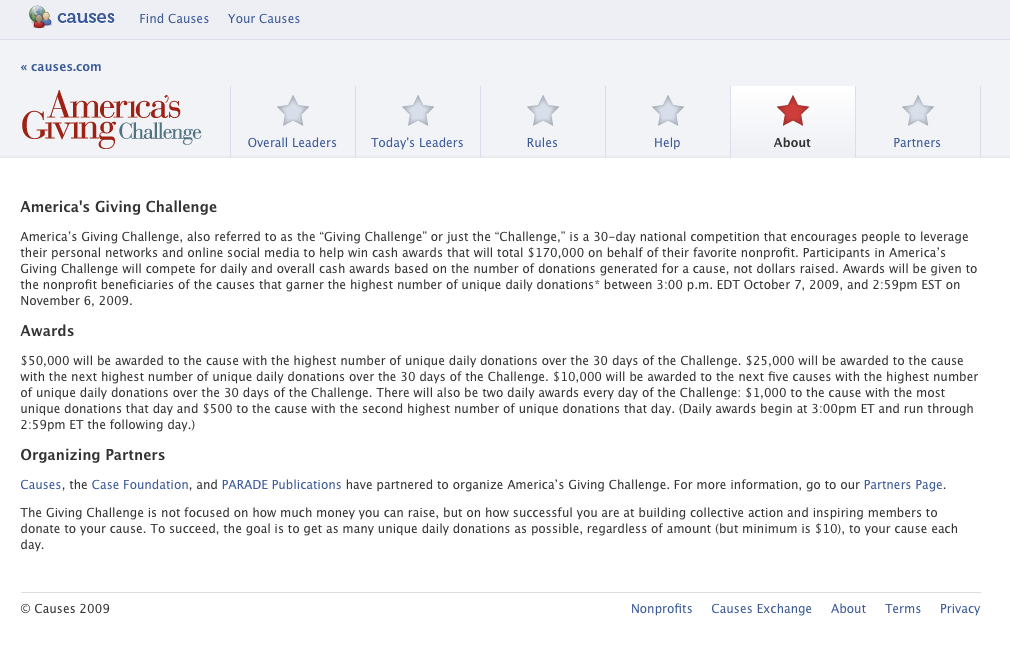 causes
Find Causes
Your Causes
« causes.com
America's
Giving Challenge
Overall Leaders
Today's Leaders
Rules
Help
About
Partners
America's Giving Challenge
America’s Giving Challenge, also referred to as the “Giving Challenge” or just the “Challenge,” is a 30-day national competition that encourages people to leverage
their personal networks and online social media to help win cash awards that will total $170,000 on behalf of their favorite nonprofit. Participants in America’s
Giving Challenge will compete for daily and overall cash awards based on the number of donations generated for a cause, not dollars raised. Awards will be given to
the nonprofit beneficiaries of the causes that garner the highest number of unique daily donations* between 3:00 p.m. EDT October 7, 2009, and 2:59pm EST on
November 6, 2009.
Awards
$50,000 will be awarded to the cause with the highest number of unique daily donations over the 30 days of the Challenge. $25,000 will be awarded to the cause
with the next highest number of unique daily donations over the 30 days of the Challenge. $10,000 will be awarded to the next five causes with the highest number
of unique daily donations over the 30 days of the Challenge. There will also be two daily awards every day of the Challenge: $1,000 to the cause with the most
unique donations that day and $500 to the cause with the second highest number of unique donations that day. (Daily awards begin at 3:00pm ET and run through
2:59pm ET the following day.)
Organizing Partners
Causes, the Case Foundation, and PARADE Publications have partnered to organize America’s Giving Challenge. For more information, go to our Partners Page.
The Giving Challenge is not focused on how much money you can raise, but on how successful you are at building collective action and inspiring members to
donate to your cause. To succeed, the goal is to get as many unique daily donations as possible, regardless of amount (but minimum is $10), to your cause each
day.
© Causes 2009
Nonprofits
Causes Exchange
About
Terms
Privacy